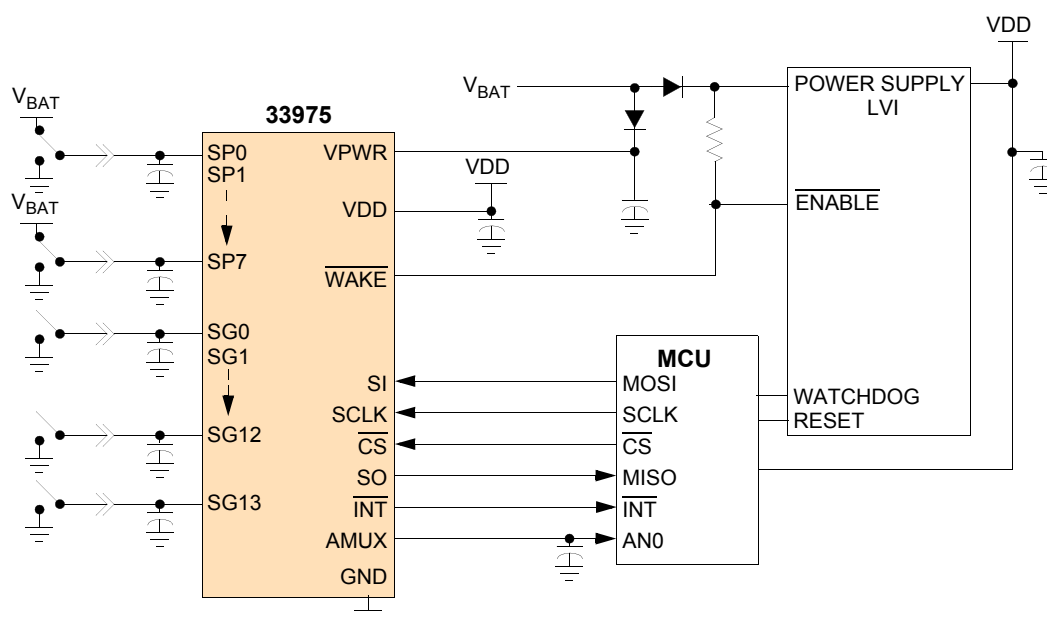 VDD
VBAT
POWER SUPPLY
LVI
VBAT
33975
SP0
SP1
VPWR
VDD
VBAT
VDD
ENABLE
SP7
WAKE
SG0
SG1
MCU
SI
MOSI
WATCHDOG
SCLK
SCLK
RESET
SG12
CS
CS
SO
MISO
SG13
INT
INT
AMUX
AN0
GND